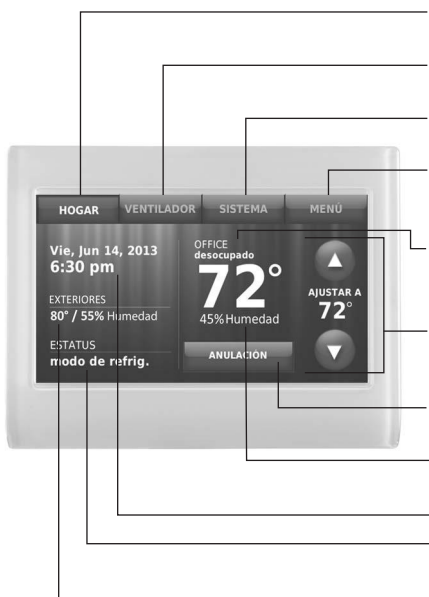 HOGAR VENTILADOR SISTEMA MENÚ
Vie, Jun 14, 2013
6:30 pm
EXTERIORES
80° / 55% Humedad
ESTATUS
modo de refrig.
OFFICE
desocupado
72°
45% Humedad
ANULACIÓN
AJUSTAR A
72°